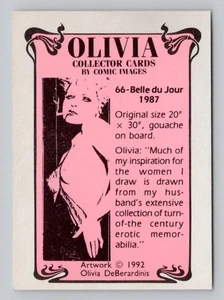 OLIVIA
COLLECTOR CARDS
BY COMIC IMAGES
66-Belle du Jour
1987
Original size 20"
× 30", gouache
on board.
Olivia: "Much of
my inspiration for
the women I
draw is drawn
from my hus-
band's extensive
collection of turn-
of-the century
erotic memor-
abilia."
Artwork © 1992
Olivia DeBerardinis